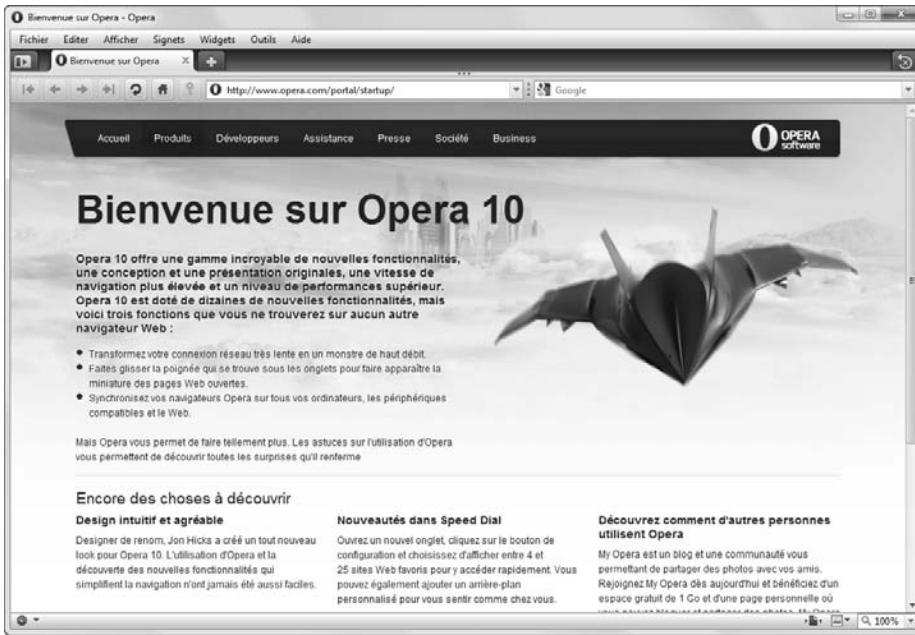 Bienvenue sur Opera - Opera
Fichier Editer Afficher Signets Widgets Outils Aide
Bienvenue sur Opera
http://www.opera.com/portal/startup/ Google
Accueil Produits Développeurs Assistance Presse Société Business
OPERA
software
Bienvenue sur Opera 10
Opera 10 offre une gamme incroyable de nouvelles fonctionnalités,
une conception et une présentation originales, une vitesse de
navigation plus élevée et un niveau de performances supérieur.
Opera 10 est doté de dizaines de nouvelles fonctionnalités, mais
voici trois fonctions que vous ne trouverez sur aucun autre
navigateur Web :
• Transformez votre connexion réseau très lente en un monstre de haut débit.
• Faites glisser la poignée qui se trouve sous les onglets pour faire apparaître la
miniature des pages Web ouvertes.
• Synchronisez vos navigateurs Opera sur tous vos ordinateurs, les périphériques
compatibles et le Web.
Mais Opera vous permet de faire tellement plus. Les astuces sur l'utilisation d'Opera
vous permettent de découvrir toutes les surprises qu'il renferme
Encore des choses à découvrir
Design intuitif et agréable
Designer de renom, Jon Hicks a créé un tout nouveau
look pour Opera 10. L'utilisation d'Opera et la
découverte des nouvelles fonctionnalités qui
simplifient la navigation n'ont jamais été aussi faciles.
Nouveautés dans Speed Dial
Ouvrez un nouvel onglet, cliquez sur le bouton de
configuration et choisissez d'afficher entre 4 et
25 sites Web favoris pour y accéder rapidement. Vous
pouvez également ajouter un arrière-plan
personnalisé pour vous sentir comme chez vous.
Découvrez comment d'autres personnes
utilisent Opera
My Opera est un blog et une communauté vous
permettant de partager des photos avec vos amis.
Rejoignez My Opera dès aujourd'hui et bénéficiez d'un
espace gratuit de 1 Go et d'une page personnelle où
100%